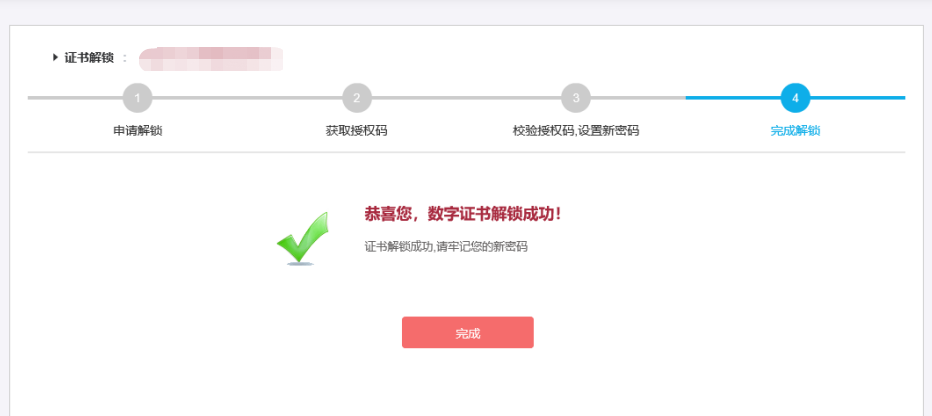 证书解锁 :
1 2 3 4
申请解锁 获取授权码 校验授权码,设置新密码 完成解锁
恭喜您，数字证书解锁成功!
证书解锁成功,请牢记您的新密码
完成